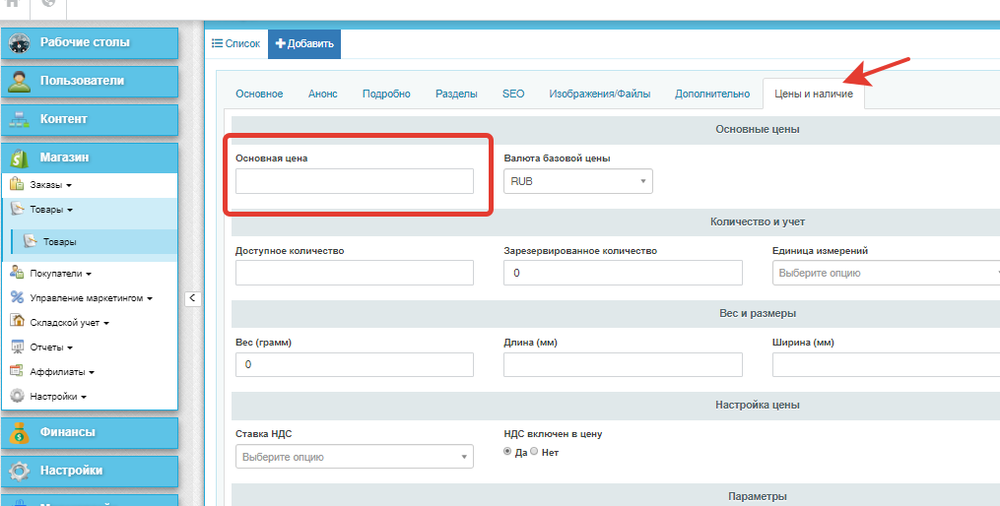 Рабочие столы
Пользователи
Контент
Магазин
Заказы
Товары
Товары
Покупатели
Управление маркетингом
Складской учет
Отчеты
Аффилиаты
Настройки
Финансы
Настройки
<
Список
Добавить
Основное Анонс Подробно Разделы SEO Изображения/Файлы Дополнительно Цены и наличие
Основные цены
Основная цена Валюта базовой цены
RUB
Количество и учет
Доступное количество Зарезервированное количество Единица измерений
0 Выберите опцию
Вес и размеры
Вес (грамм) Длина (мм) Ширина (мм)
0
Настройка цены
Ставка НДС НДС включен в цену
Выберите опцию Да Нет
Параметры